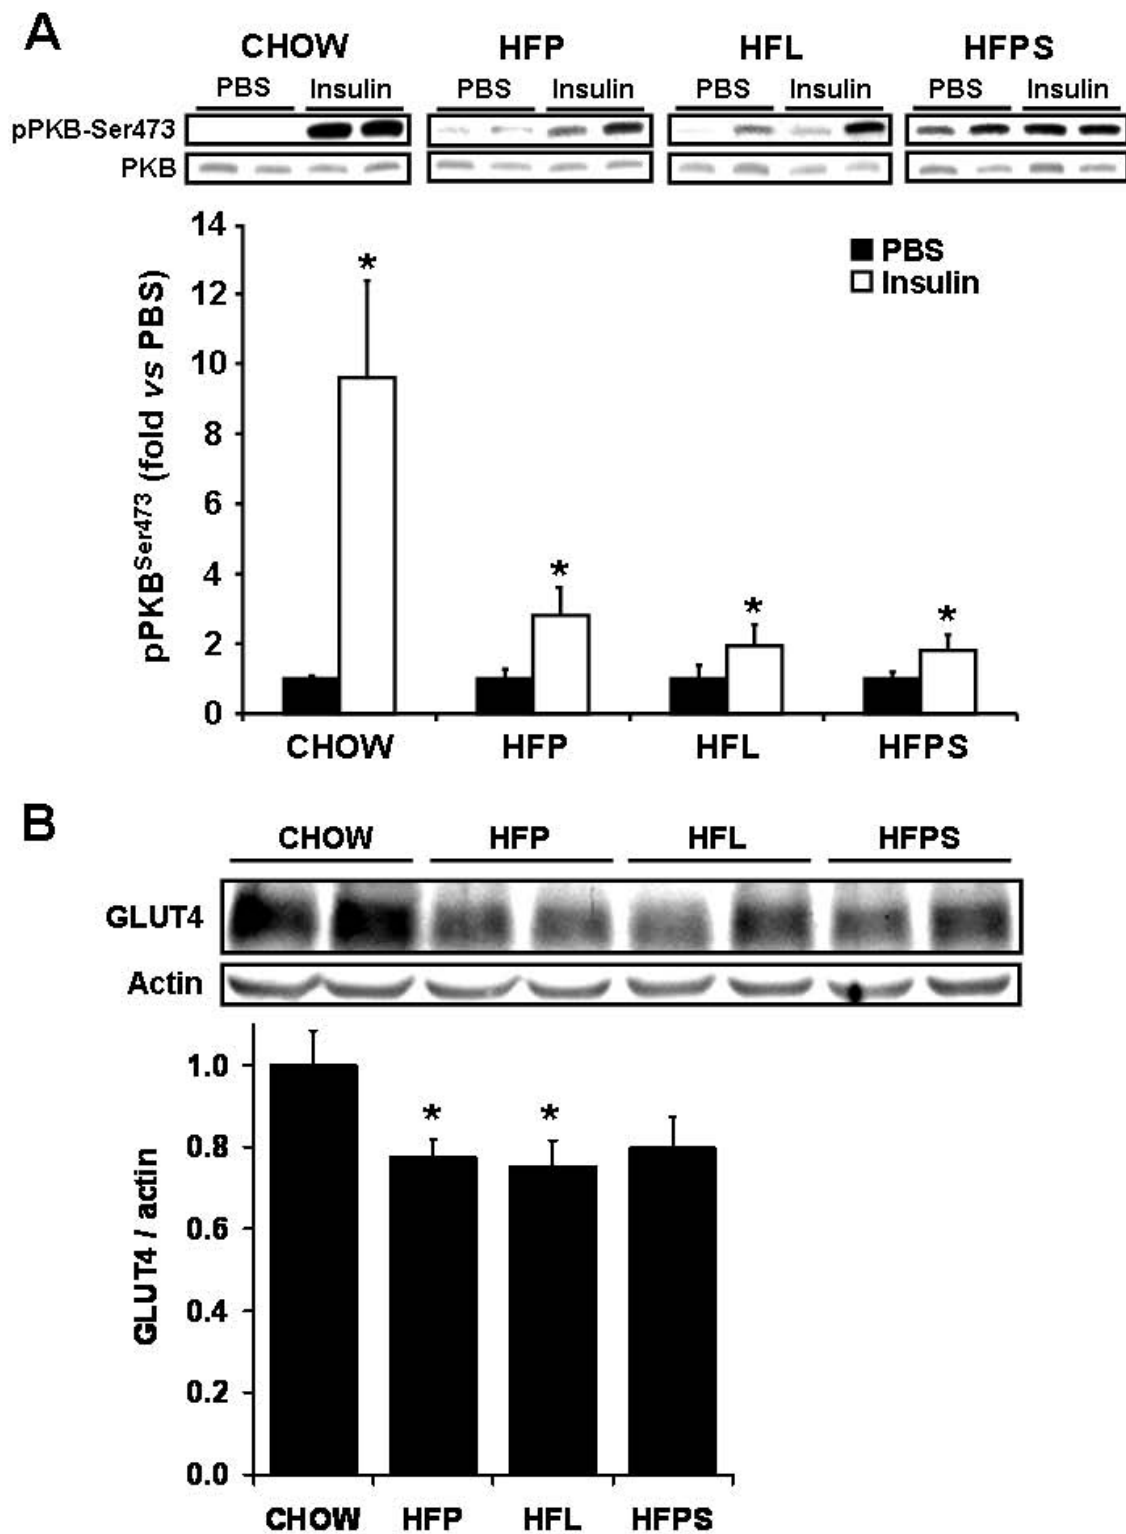 A
CHOW HFP HFL HFPS
PBS Insulin PBS Insulin PBS Insulin PBS Insulin
pPKB-Ser473
PKB
14
12
10
8
6
4
2
0
pPKB^Ser473 (fold vs PBS)
PBS
Insulin
*
*
*
*
CHOW HFP HFL HFPS
B
CHOW HFP HFL HFPS
GLUT4
Actin
1.0
0.8
0.6
0.4
0.2
0.0
GLUT4 / actin
* *
CHOW HFP HFL HFPS